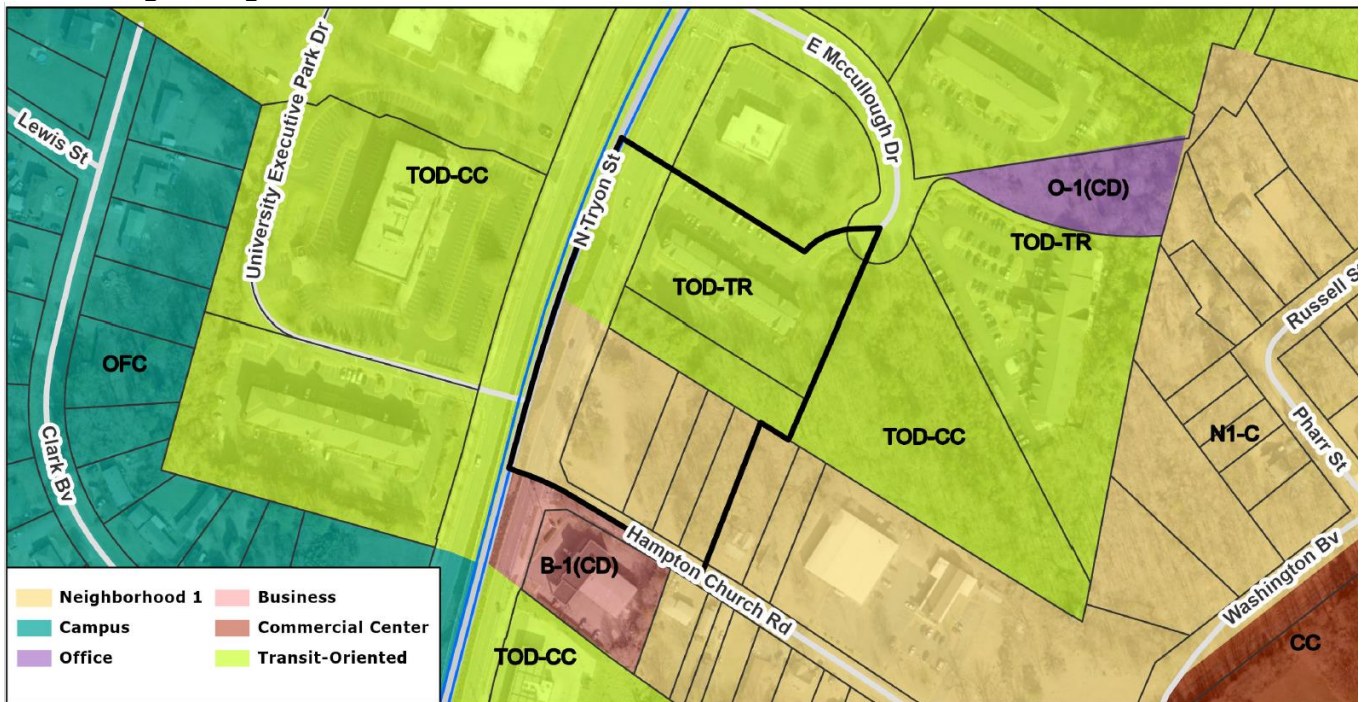 E Mccullough Dr
Lewis St
University Executive Park Dr
TOD-CC
N Tryon St
O-1(CD)
TOD-TR
TOD-TR
Russell S
OFC
Clark Bv
TOD-CC
N1-C
Pharr St
B-1(CD)
Hampton Church Rd
Washington Bv
TOD-CC
CC
Neighborhood 1
Campus
Office
Business
Commercial Center
Transit-Oriented